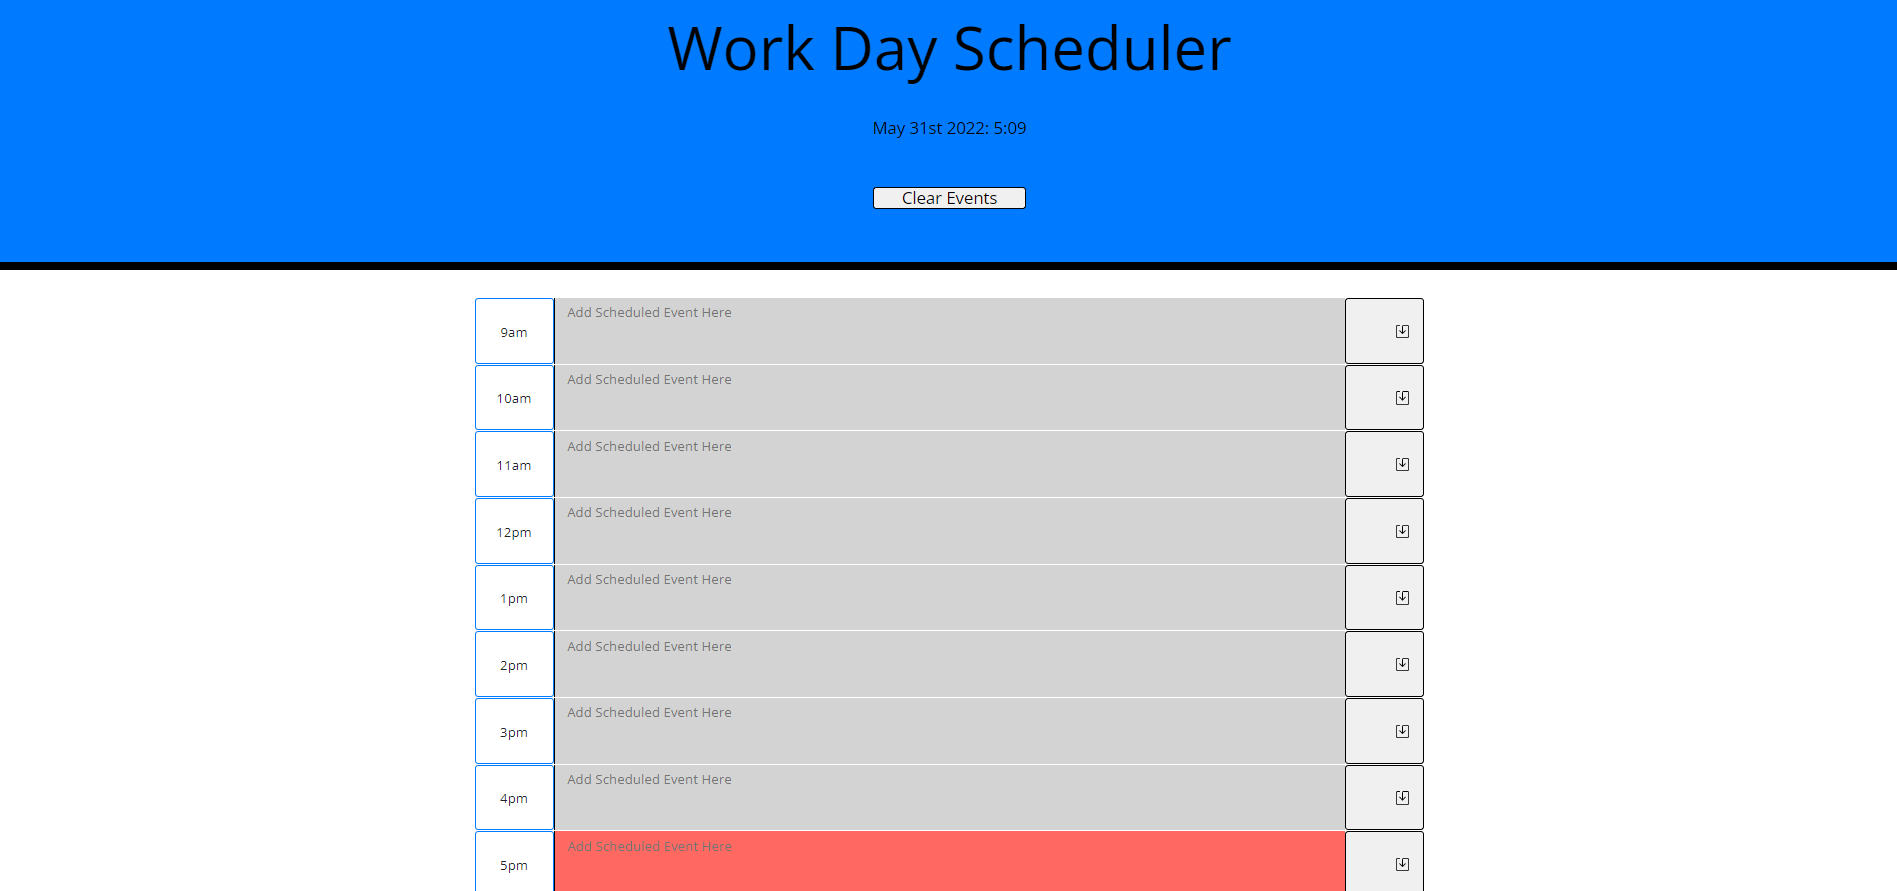 Work Day Scheduler
May 31st 2022: 5:09
Clear Events
9am Add Scheduled Event Here
10am Add Scheduled Event Here
11am Add Scheduled Event Here
12pm Add Scheduled Event Here
1pm Add Scheduled Event Here
2pm Add Scheduled Event Here
3pm Add Scheduled Event Here
4pm Add Scheduled Event Here
5pm Add Scheduled Event Here